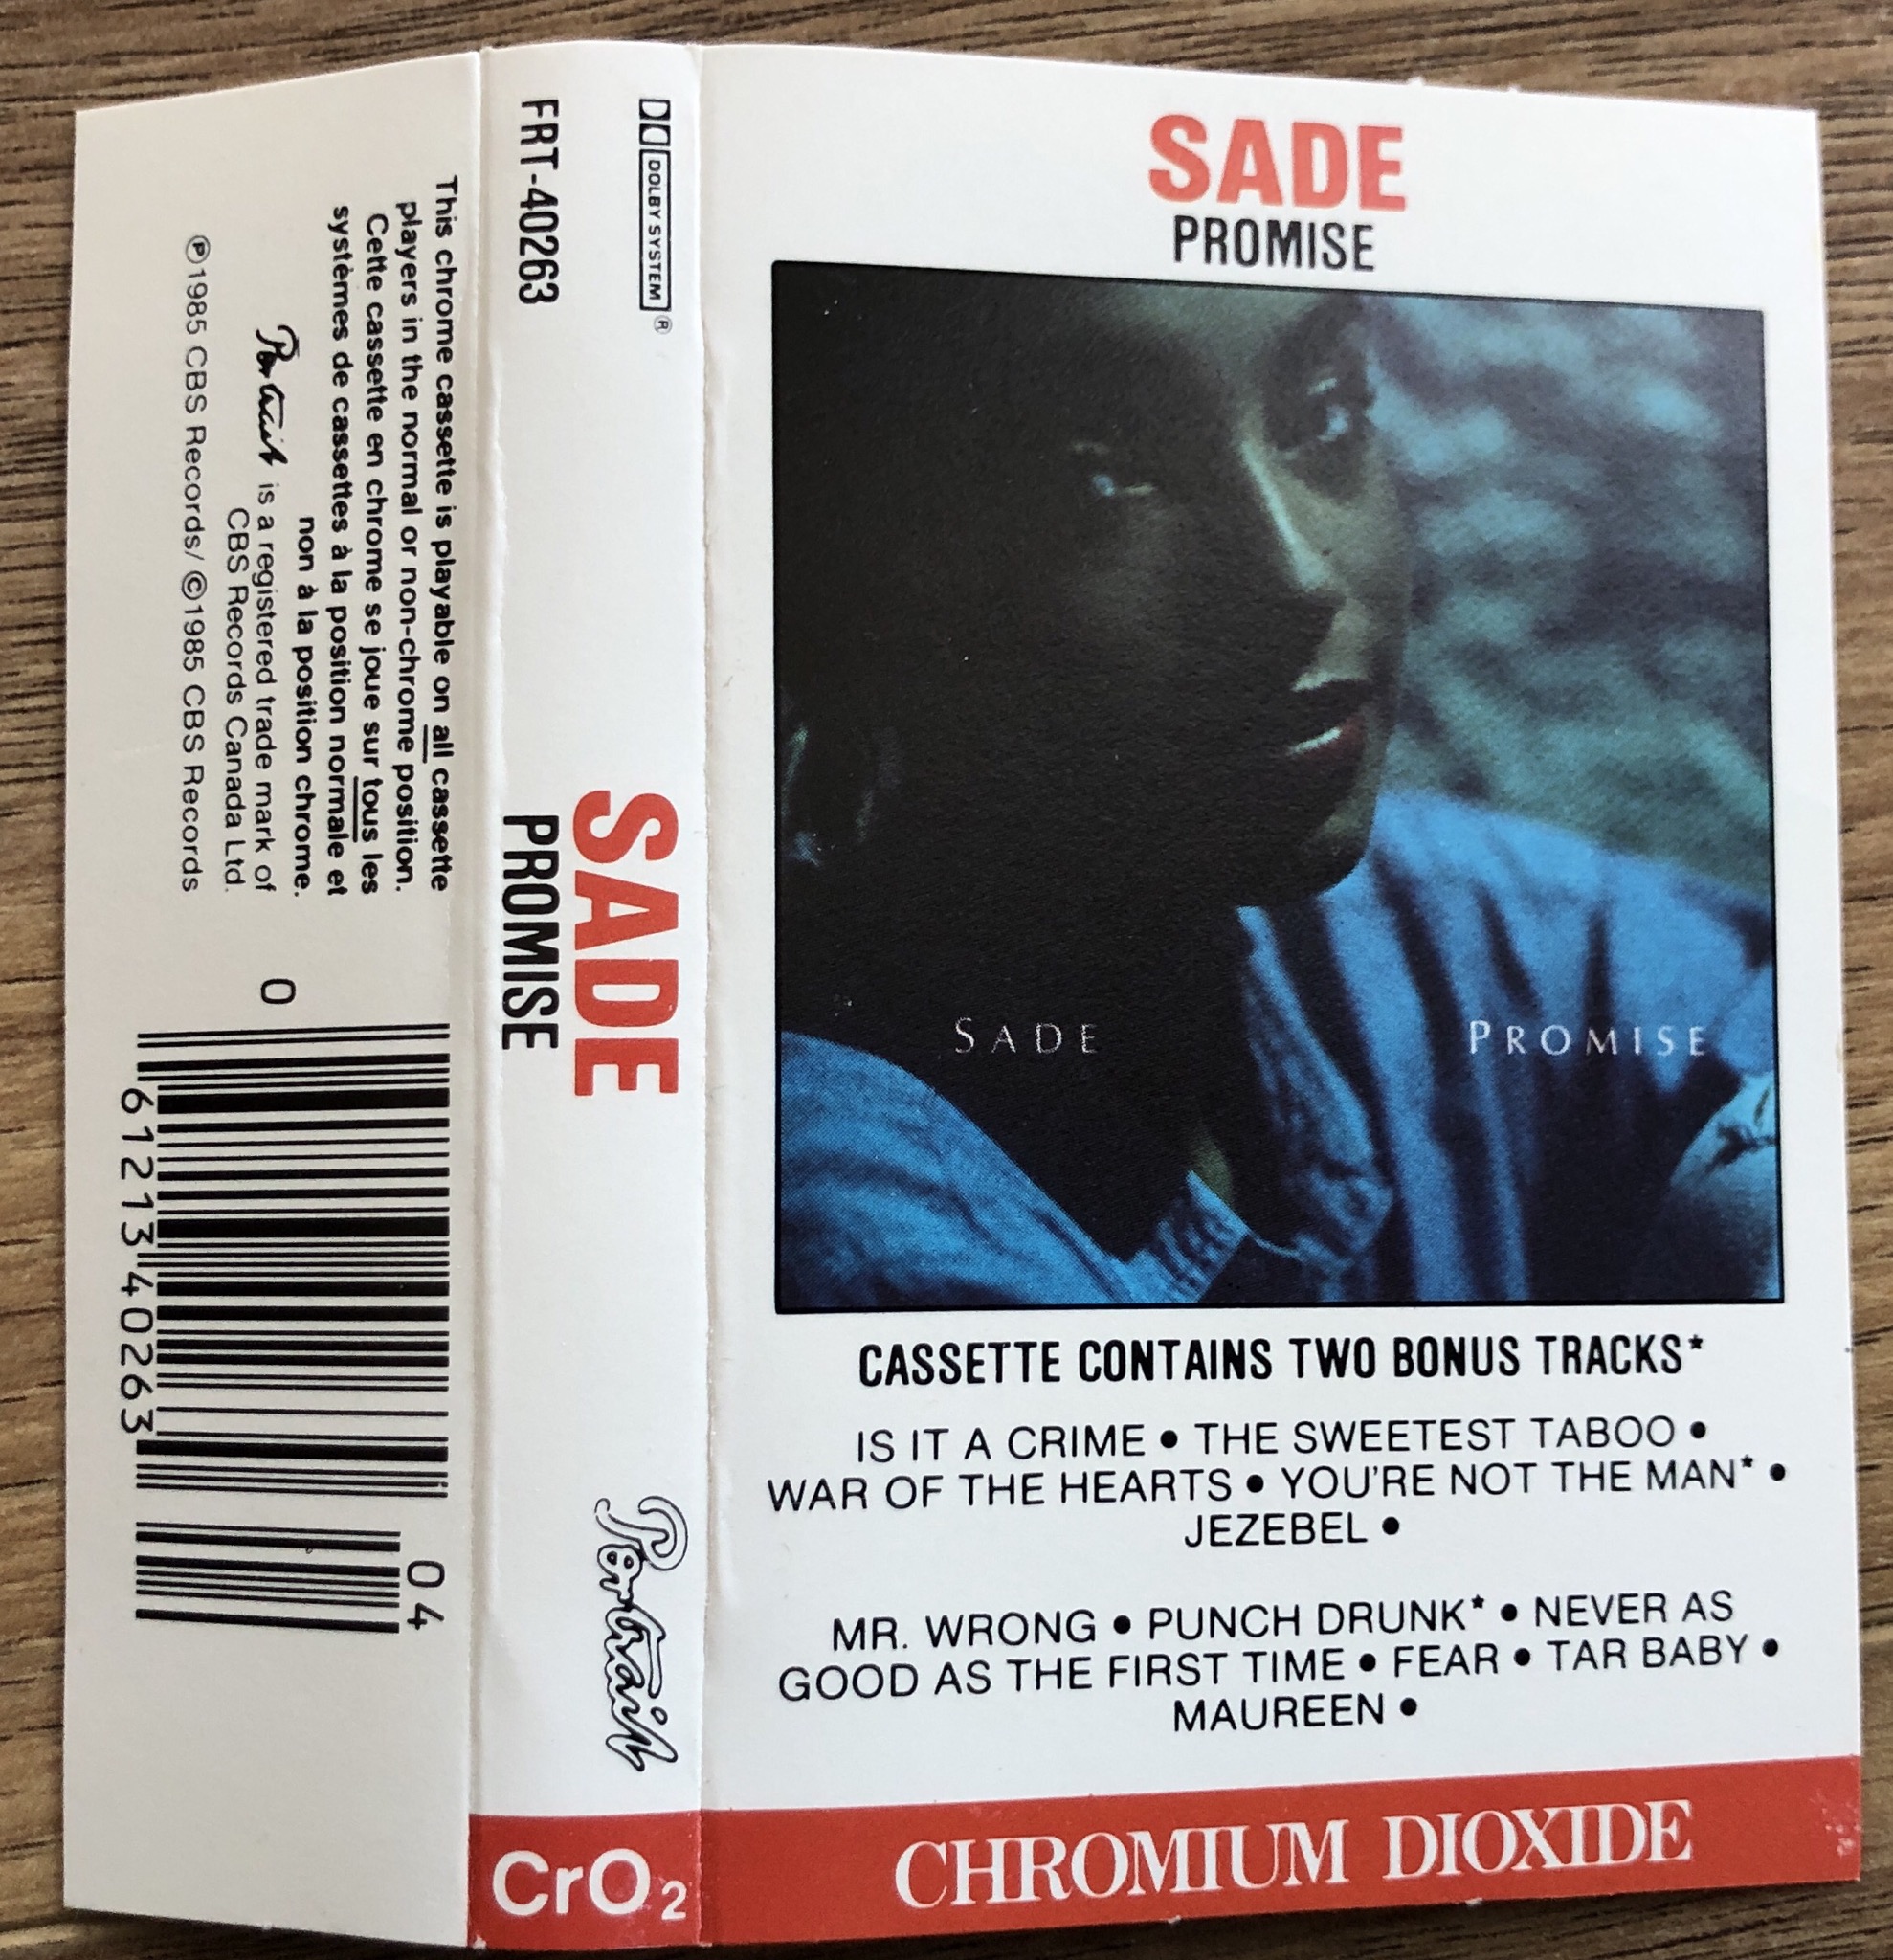 This chrome cassette is playable on all cassette
players in the normal or non-chrome position.
Cette cassette en chrome se joue sur tous les
systèmes de cassettes à la position normale et
non à la position chrome.
Portrait is a registered trade mark of
CBS Records Canada Ltd.
℗1985 CBS Records/ ©1985 CBS Records
0
6121340263
04
DOLBY SYSTEM®
FRT-40263
SADE
PROMISE
Portrait
CrO2
SADE
PROMISE
SADE PROMISE
CASSETTE CONTAINS TWO BONUS TRACKS*
IS IT A CRIME • THE SWEETEST TABOO •
WAR OF THE HEARTS • YOU'RE NOT THE MAN* •
JEZEBEL •
MR. WRONG • PUNCH DRUNK* • NEVER AS
GOOD AS THE FIRST TIME • FEAR • TAR BABY •
MAUREEN •
CHROMIUM DIOXIDE